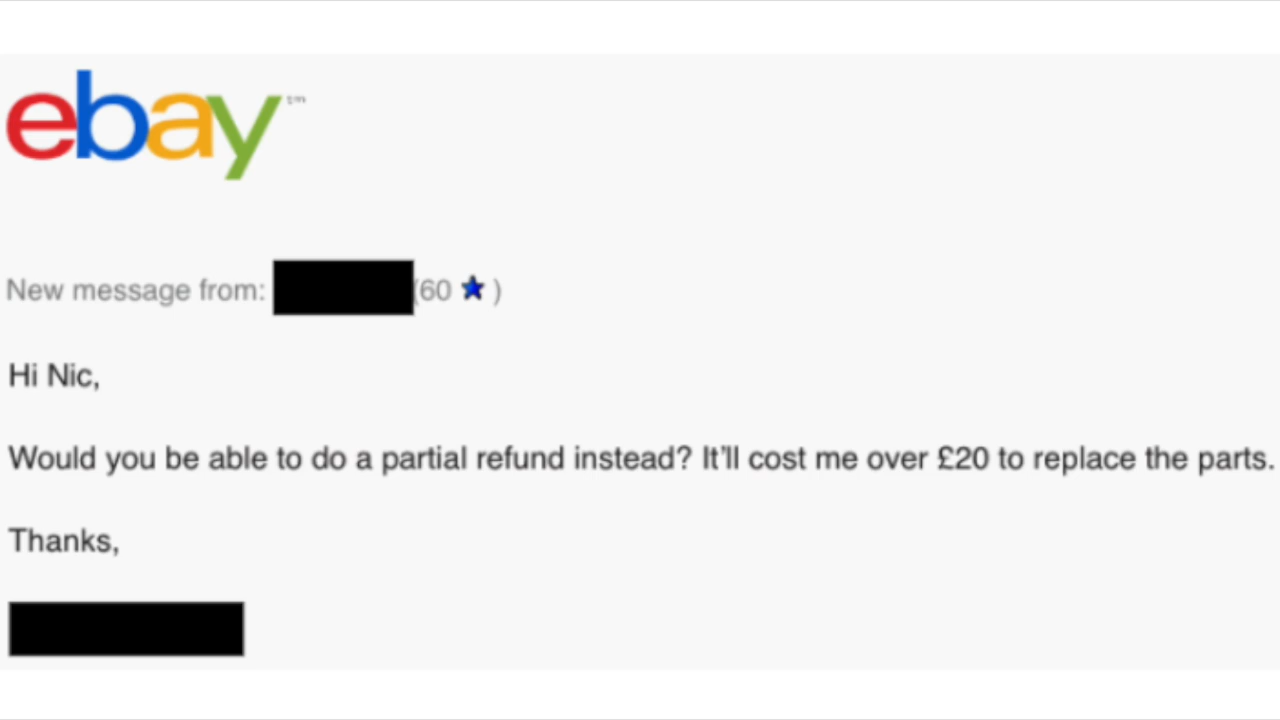 ebay™
New message from: (60 ★ )
Hi Nic,
Would you be able to do a partial refund instead? It'll cost me over £20 to replace the parts.
Thanks,